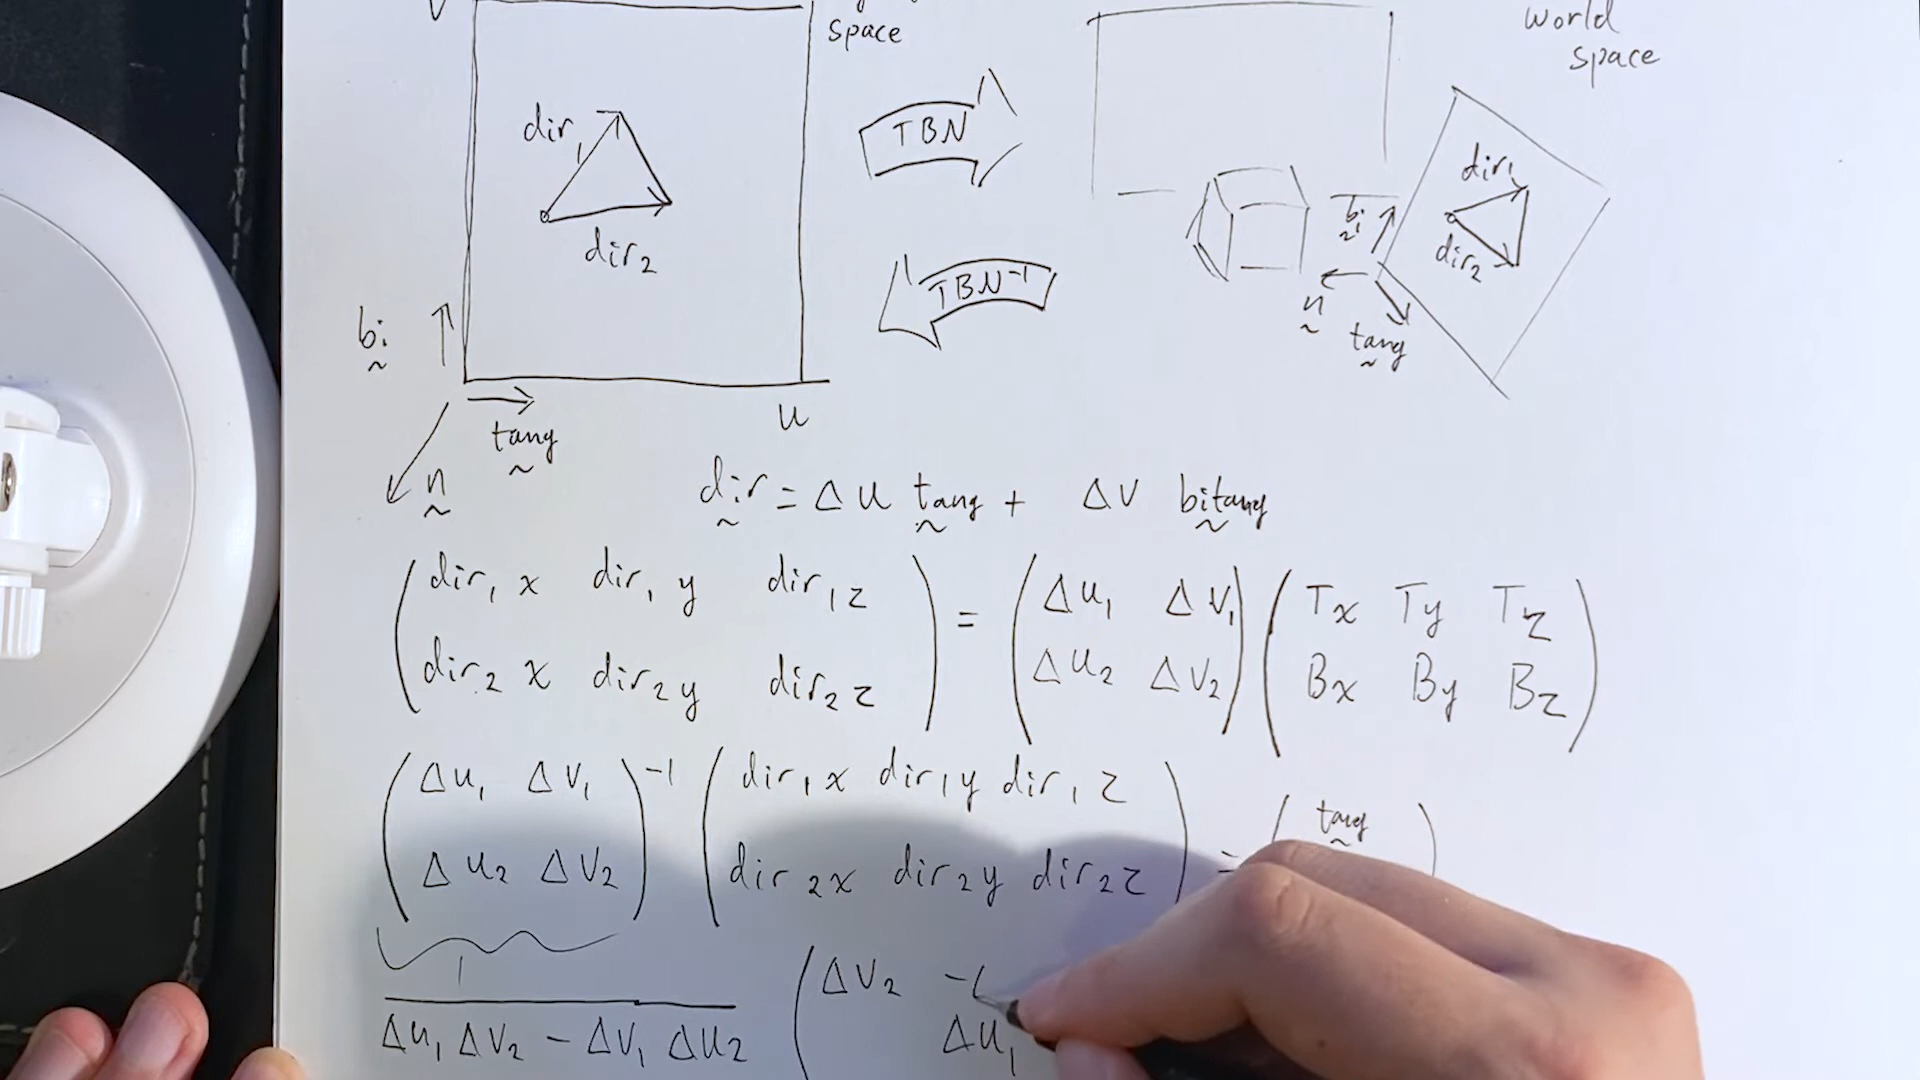 V
space
world
space
dir₁
dir₂
TBN
TBN⁻¹
dir₁
dir₂
bi
n
tang
bi
tang
n
u
dir = Δu tang + Δv bitang
( dir₁x dir₁y dir₁z ) = ( Δu₁ Δv₁ ) ( Tx Ty Tz )
( dir₂x dir₂y dir₂z ) ( Δu₂ Δv₂ ) ( Bx By Bz )
( Δu₁ Δv₁ )⁻¹ ( dir₁x dir₁y dir₁z ) = ( tang )
( Δu₂ Δv₂ ) ( dir₂x dir₂y dir₂z )
1 ( Δv₂ -
Δu₁Δv₂ - Δv₁Δu₂ Δu₁